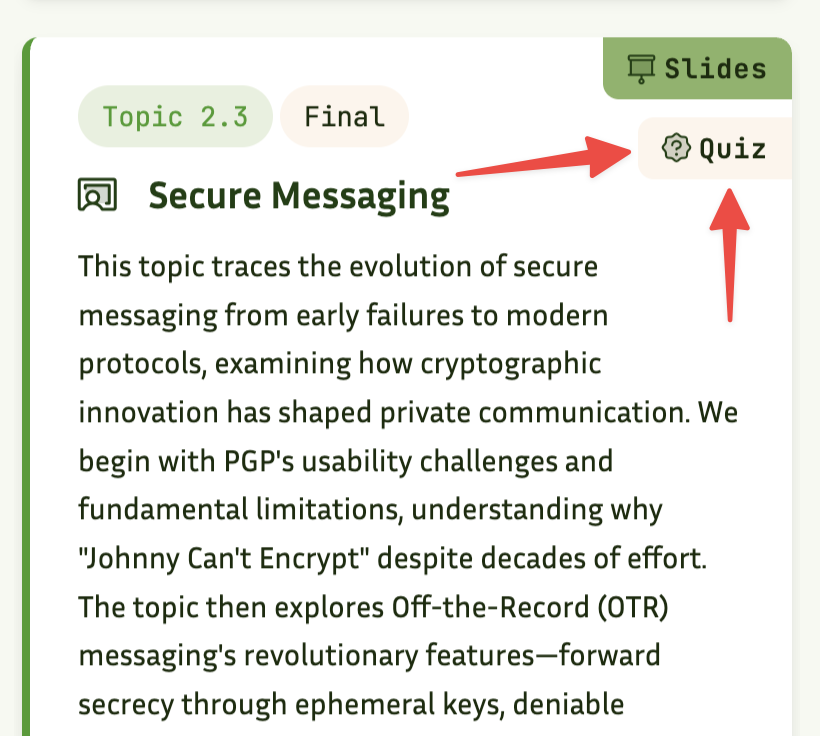 Slides
Topic 2.3 Final
Quiz
Secure Messaging
This topic traces the evolution of secure
messaging from early failures to modern
protocols, examining how cryptographic
innovation has shaped private communication. We
begin with PGP's usability challenges and
fundamental limitations, understanding why
"Johnny Can't Encrypt" despite decades of effort.
The topic then explores Off-the-Record (OTR)
messaging's revolutionary features—forward
secrecy through ephemeral keys, deniable